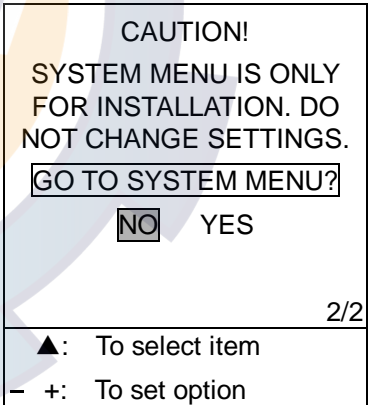 CAUTION!
SYSTEM MENU IS ONLY
FOR INSTALLATION. DO
NOT CHANGE SETTINGS.
GO TO SYSTEM MENU?
NO YES
2/2
▲: To select item
– +: To set option